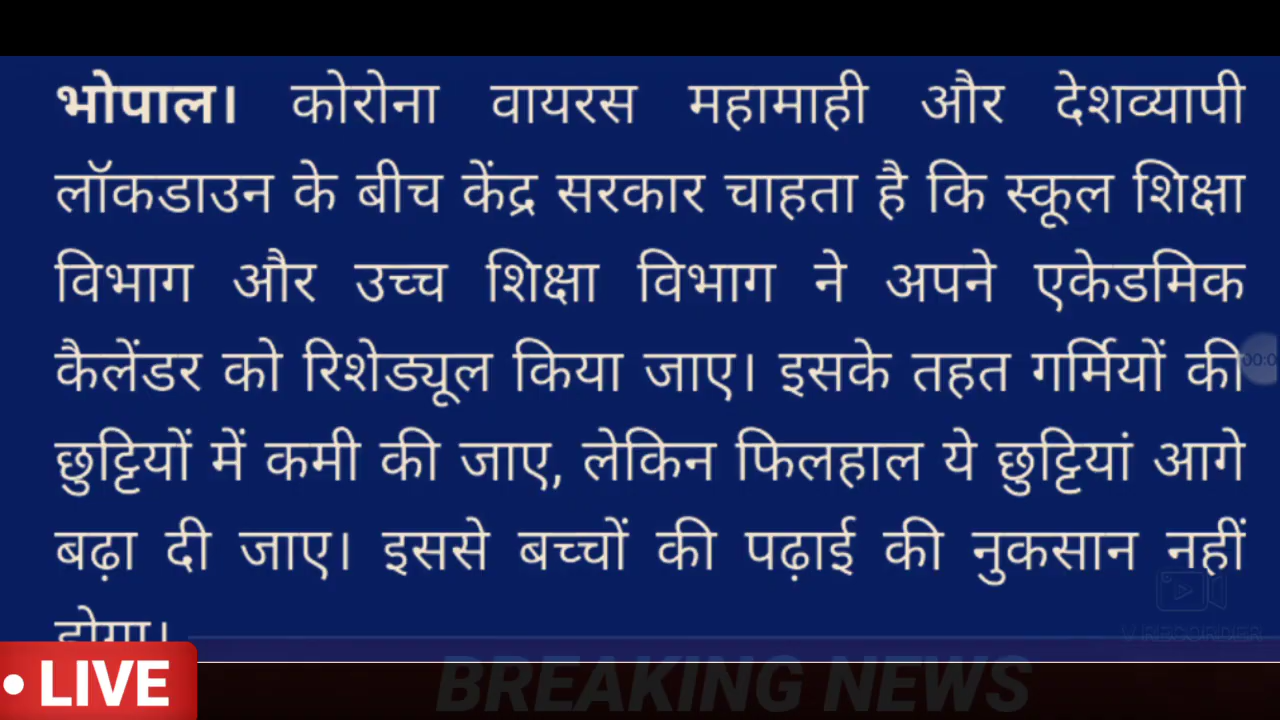 भोपाल। कोरोना वायरस महामाही और देशव्यापी
लॉकडाउन के बीच केंद्र सरकार चाहता है कि स्कूल शिक्षा
विभाग और उच्च शिक्षा विभाग ने अपने एकेडमिक
कैलेंडर को रिशेड्यूल किया जाए। इसके तहत गर्मियों की
छुट्टियों में कमी की जाए, लेकिन फिलहाल ये छुट्टियां आगे
बढ़ा दी जाए। इससे बच्चों की पढ़ाई की नुकसान नहीं
होगा।
V RECORDER
• LIVE
BREAKING NEWS